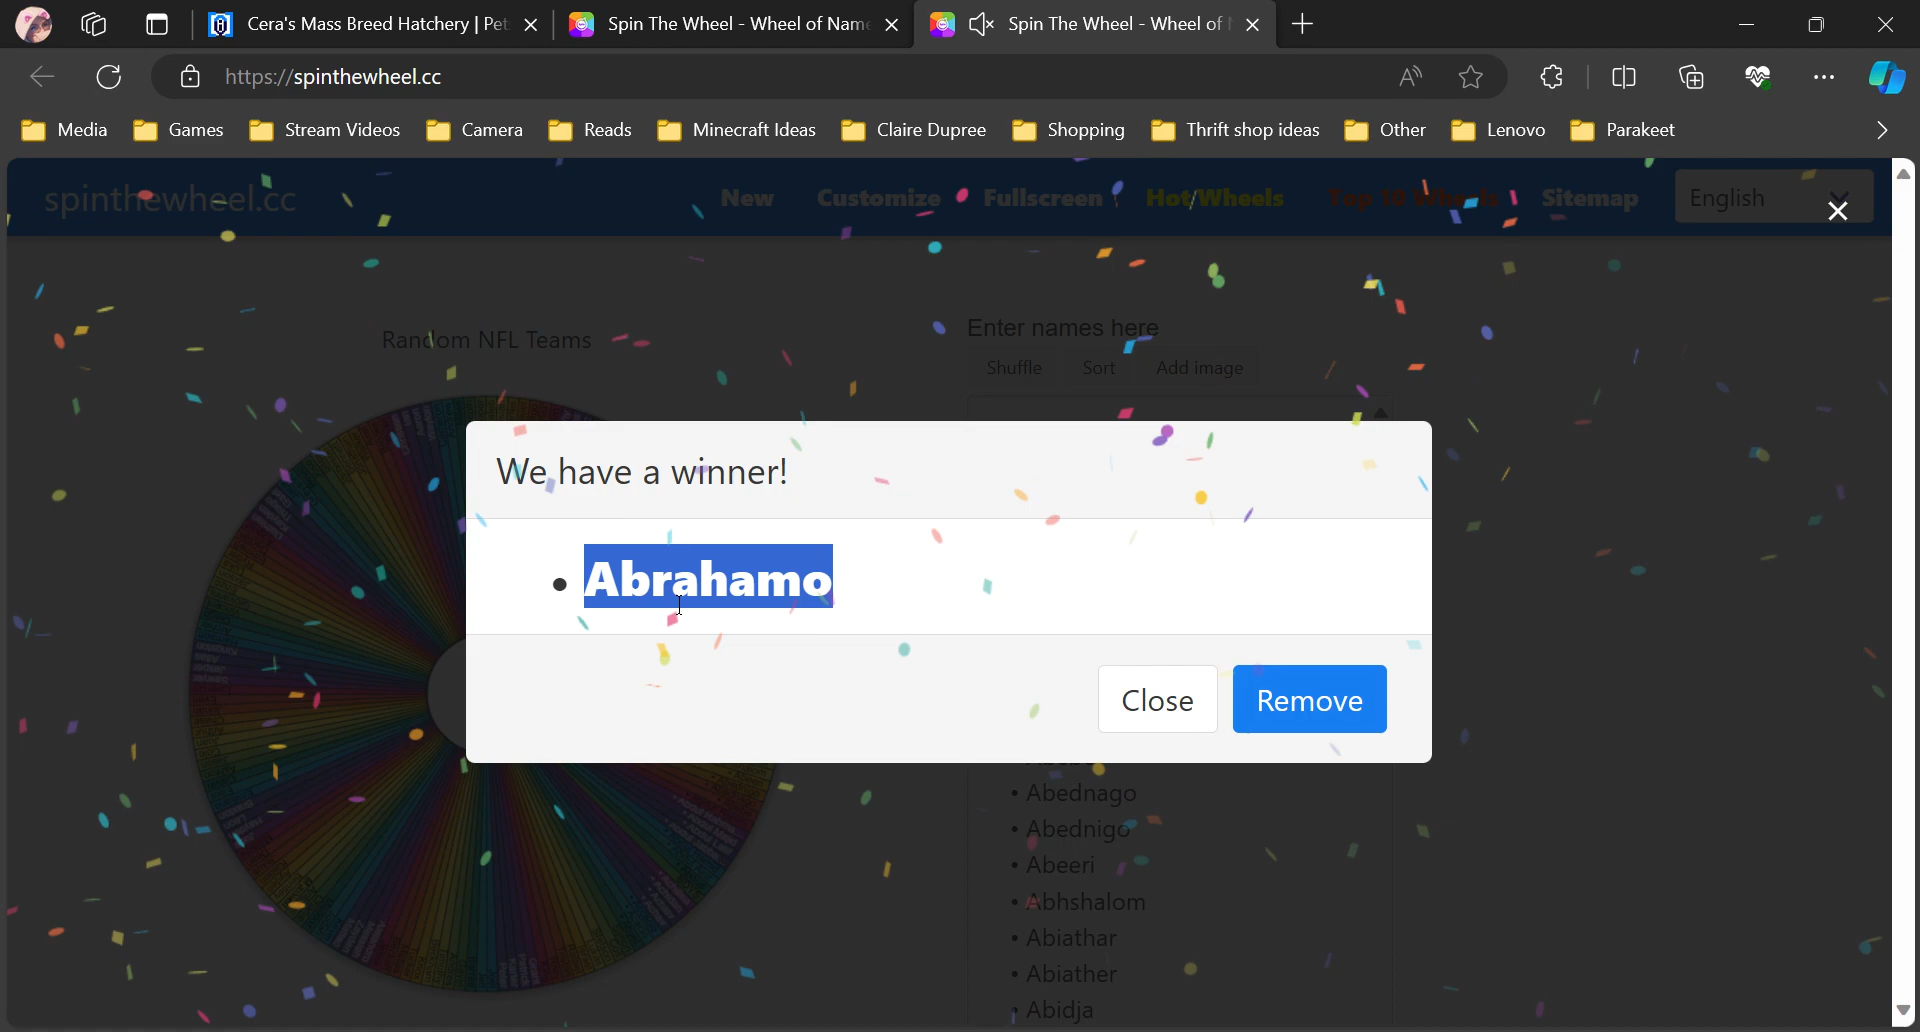 Cera's Mass Breed Hatchery | Pet
Spin The Wheel - Wheel of Name
Spin The Wheel - Wheel of
https://spinthewheel.cc
Media
Games
Stream Videos
Camera
Reads
Minecraft Ideas
Claire Dupree
Shopping
Thrift shop ideas
Other
Lenovo
Parakeet
spinthewheel.cc
New
Customize
Fullscreen
Hot Wheels
Top 10 Wheels
Sitemap
English
Random NFL Teams
Enter names here
Shuffle
Sort
Add image
We have a winner!
• Abrahamo
Close
Remove
• Abednago
• Abednigo
• Abeeri
• Abhshalom
• Abiathar
• Abiather
• Abidja